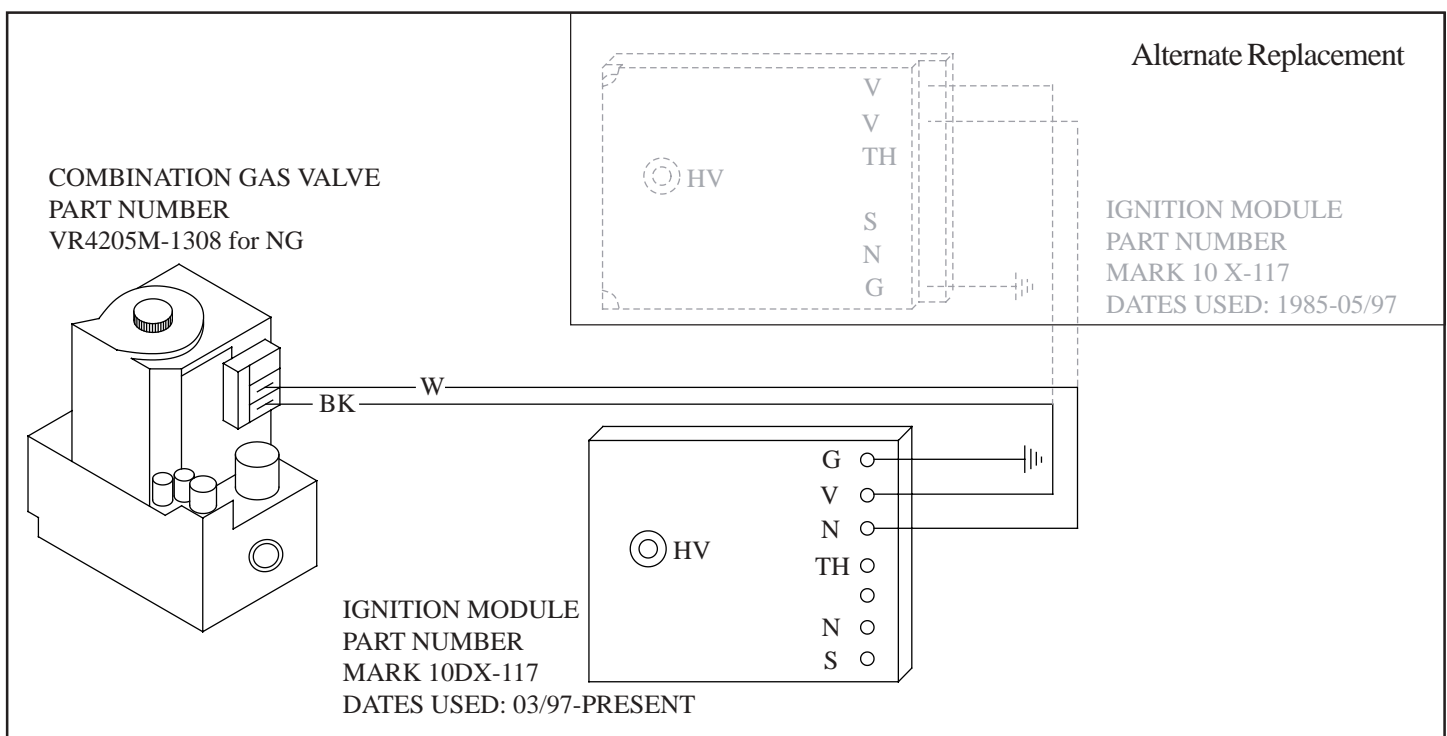 Alternate Replacement
V
V
TH
HV
S
N
G
IGNITION MODULE
PART NUMBER
MARK 10 X-117
DATES USED: 1985-05/97
COMBINATION GAS VALVE
PART NUMBER
VR4205M-1308 for NG
W
BK
G
V
N
HV
TH
N
S
IGNITION MODULE
PART NUMBER
MARK 10DX-117
DATES USED: 03/97-PRESENT